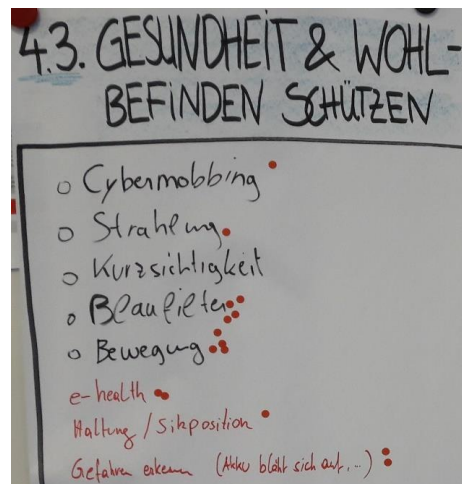 4.3. GESUNDHEIT & WOHL-
BEFINDEN SCHÜTZEN
o Cybermobbing
o Strahlung
o Kurzsichtigkeit
o Blaufilter
o Bewegung
e-health
Haltung / Sitzposition
Gefahren erkennen (Akku bläht sich auf, ...)